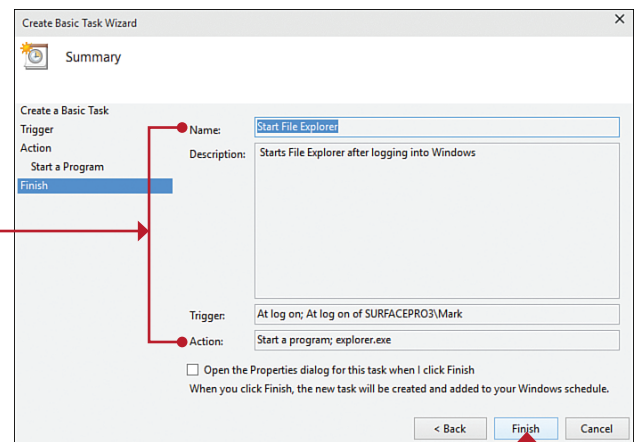 Create Basic Task Wizard
Summary
Create a Basic Task
Trigger
Action
Start a Program
Finish
Name:
Start File Explorer
Description:
Starts File Explorer after logging into Windows
Trigger:
At log on; At log on of SURFACEPRO3\Mark
Action:
Start a program; explorer.exe
Open the Properties dialog for this task when I click Finish
When you click Finish, the new task will be created and added to your Windows schedule.
< Back
Finish
Cancel